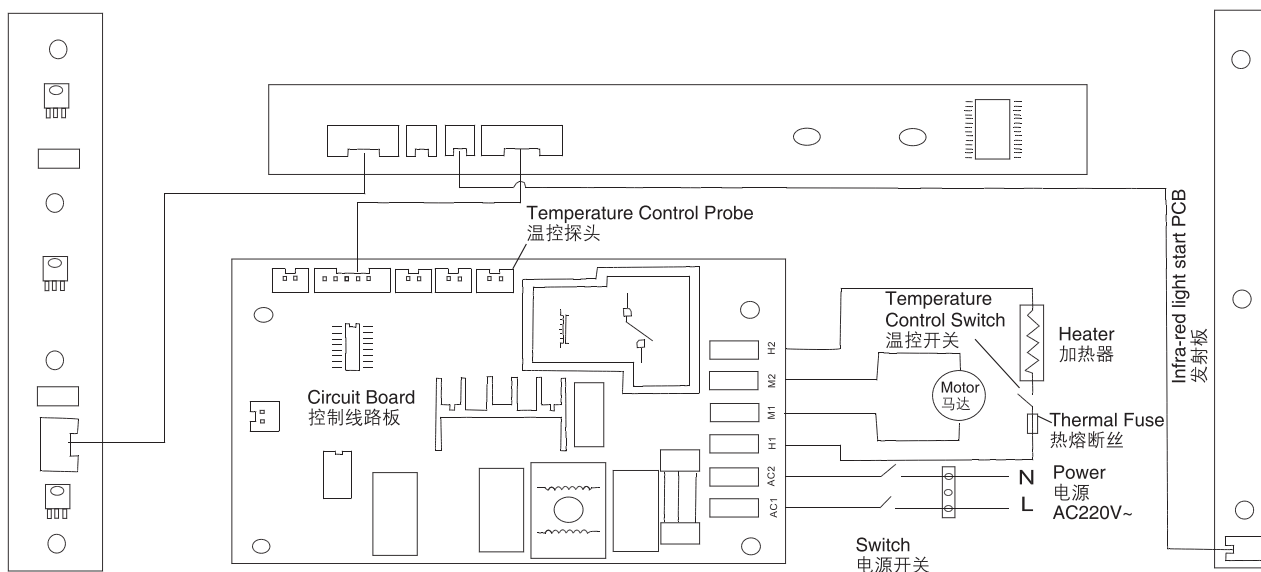 Temperature Control Probe
温控探头
Circuit Board
控制线路板
H2
M2
M1
H1
AC2
AC1
Temperature
Control Switch
温控开关
Heater
加热器
Motor
马达
Thermal Fuse
热熔断丝
N
L
Power
电源
AC220V~
Switch
电源开关
Infra-red light start PCB
发射板